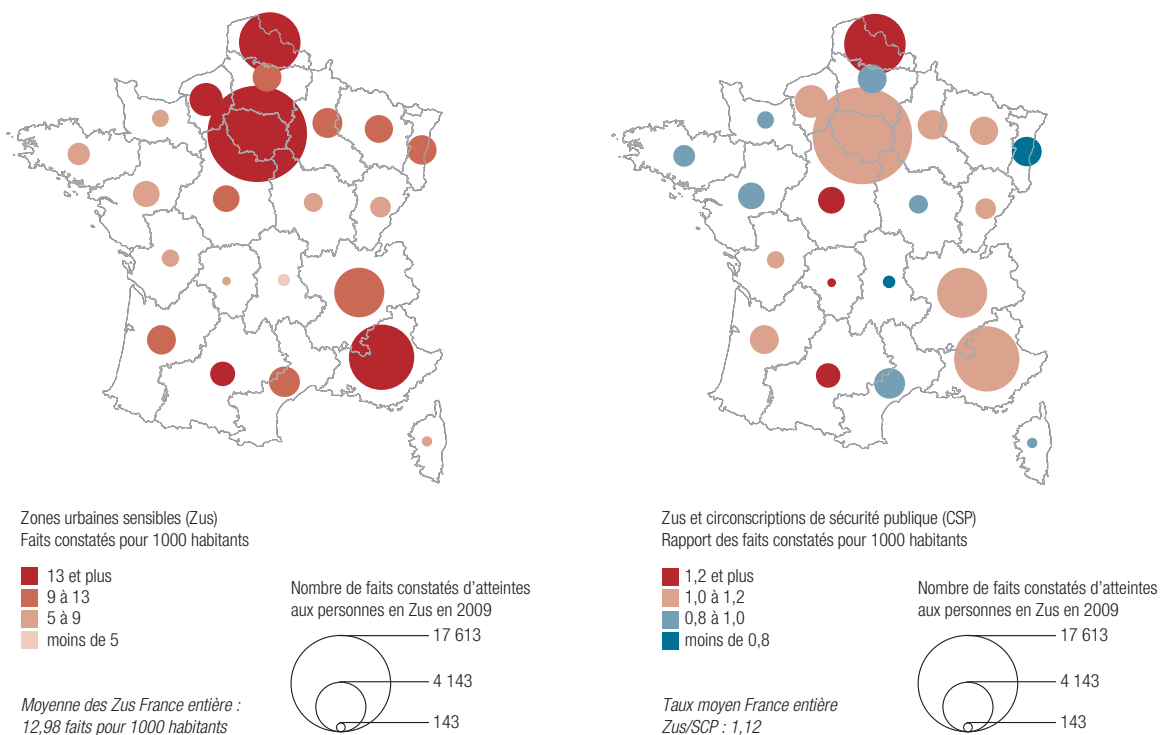 Zones urbaines sensibles (Zus)
Faits constatés pour 1000 habitants
13 et plus
9 à 13
5 à 9
moins de 5
Moyenne des Zus France entière :
12,98 faits pour 1000 habitants
Nombre de faits constatés d'atteintes
aux personnes en Zus en 2009
17 613
4 143
143
Zus et circonscriptions de sécurité publique (CSP)
Rapport des faits constatés pour 1000 habitants
1,2 et plus
1,0 à 1,2
0,8 à 1,0
moins de 0,8
Taux moyen France entière
Zus/SCP : 1,12
Nombre de faits constatés d'atteintes
aux personnes en Zus en 2009
17 613
4 143
143